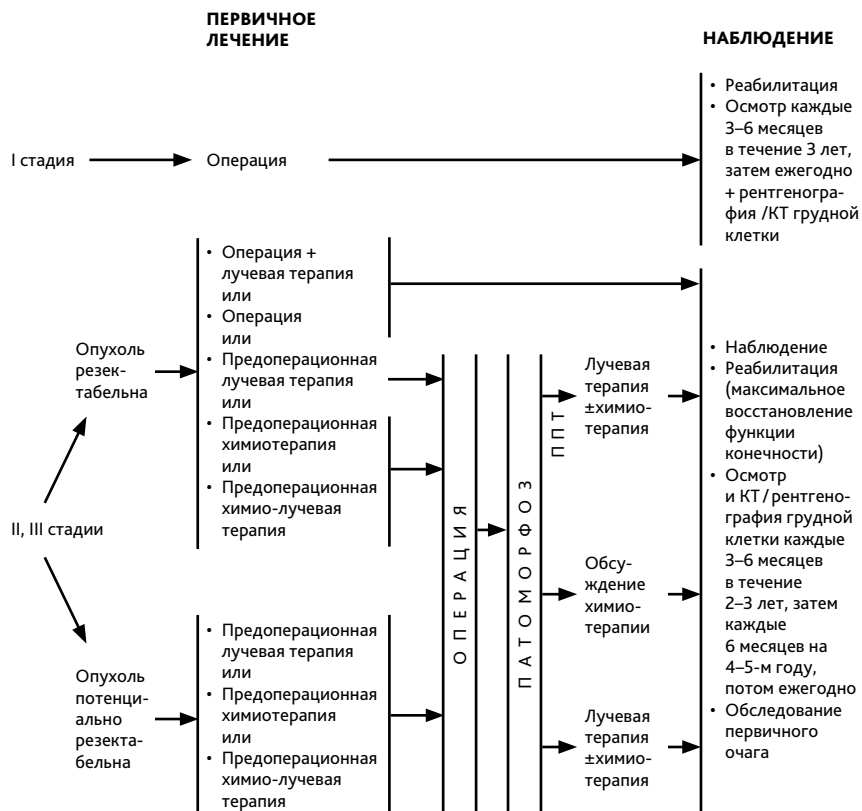 ПЕРВИЧНОЕ
ЛЕЧЕНИЕ
НАБЛЮДЕНИЕ
I стадия
Операция
• Реабилитация
• Осмотр каждые
3–6 месяцев
в течение 3 лет,
затем ежегодно
+ рентгеногра-
фия /КТ грудной
клетки
II, III стадии
Опухоль
резек-
табельна
• Операция +
лучевая терапия
или
• Операция
или
• Предоперационная
лучевая терапия
или
• Предоперационная
химиотерапия
или
• Предоперационная
химио-лучевая
терапия
Опухоль
потенци-
ально
резекта-
бельна
• Предоперационная
лучевая терапия
или
• Предоперационная
химиотерапия
или
• Предоперационная
химио-лучевая
терапия
ОПЕРАЦИЯ
ПАТОМОРФОЗ
ППТ
Лучевая
терапия
±химио-
терапия
Обсу-
ждение
химио-
терапии
Лучевая
терапия
±химио-
терапия
• Наблюдение
• Реабилитация
(максимальное
восстановление
функции
конечности)
• Осмотр
и КТ/рентгено-
графия грудной
клетки каждые
3–6 месяцев
в течение
2–3 лет, затем
каждые
6 месяцев на
4–5-м году,
потом ежегодно
• Обследование
первичного
очага